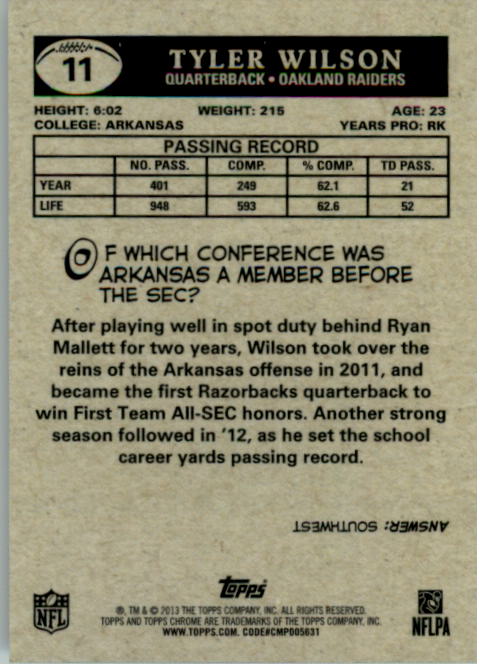 11
TYLER WILSON
QUARTERBACK • OAKLAND RAIDERS
HEIGHT: 6:02 WEIGHT: 215 AGE: 23
COLLEGE: ARKANSAS YEARS PRO: RK
PASSING RECORD
NO. PASS. COMP. % COMP. TD PASS.
YEAR 401 249 62.1 21
LIFE 948 593 62.6 52
OF WHICH CONFERENCE WAS
ARKANSAS A MEMBER BEFORE
THE SEC?
After playing well in spot duty behind Ryan
Mallett for two years, Wilson took over the
reins of the Arkansas offense in 2011, and
became the first Razorbacks quarterback to
win First Team All-SEC honors. Another strong
season followed in '12, as he set the school
career yards passing record.
ANSWER: SOUTHWEST
Topps
®, TM & © 2013 THE TOPPS COMPANY, INC. ALL RIGHTS RESERVED.
TOPPS AND TOPPS CHROME ARE TRADEMARKS OF THE TOPPS COMPANY, INC.
WWW.TOPPS.COM. CODE#CMP005631
NFL
NFLPA